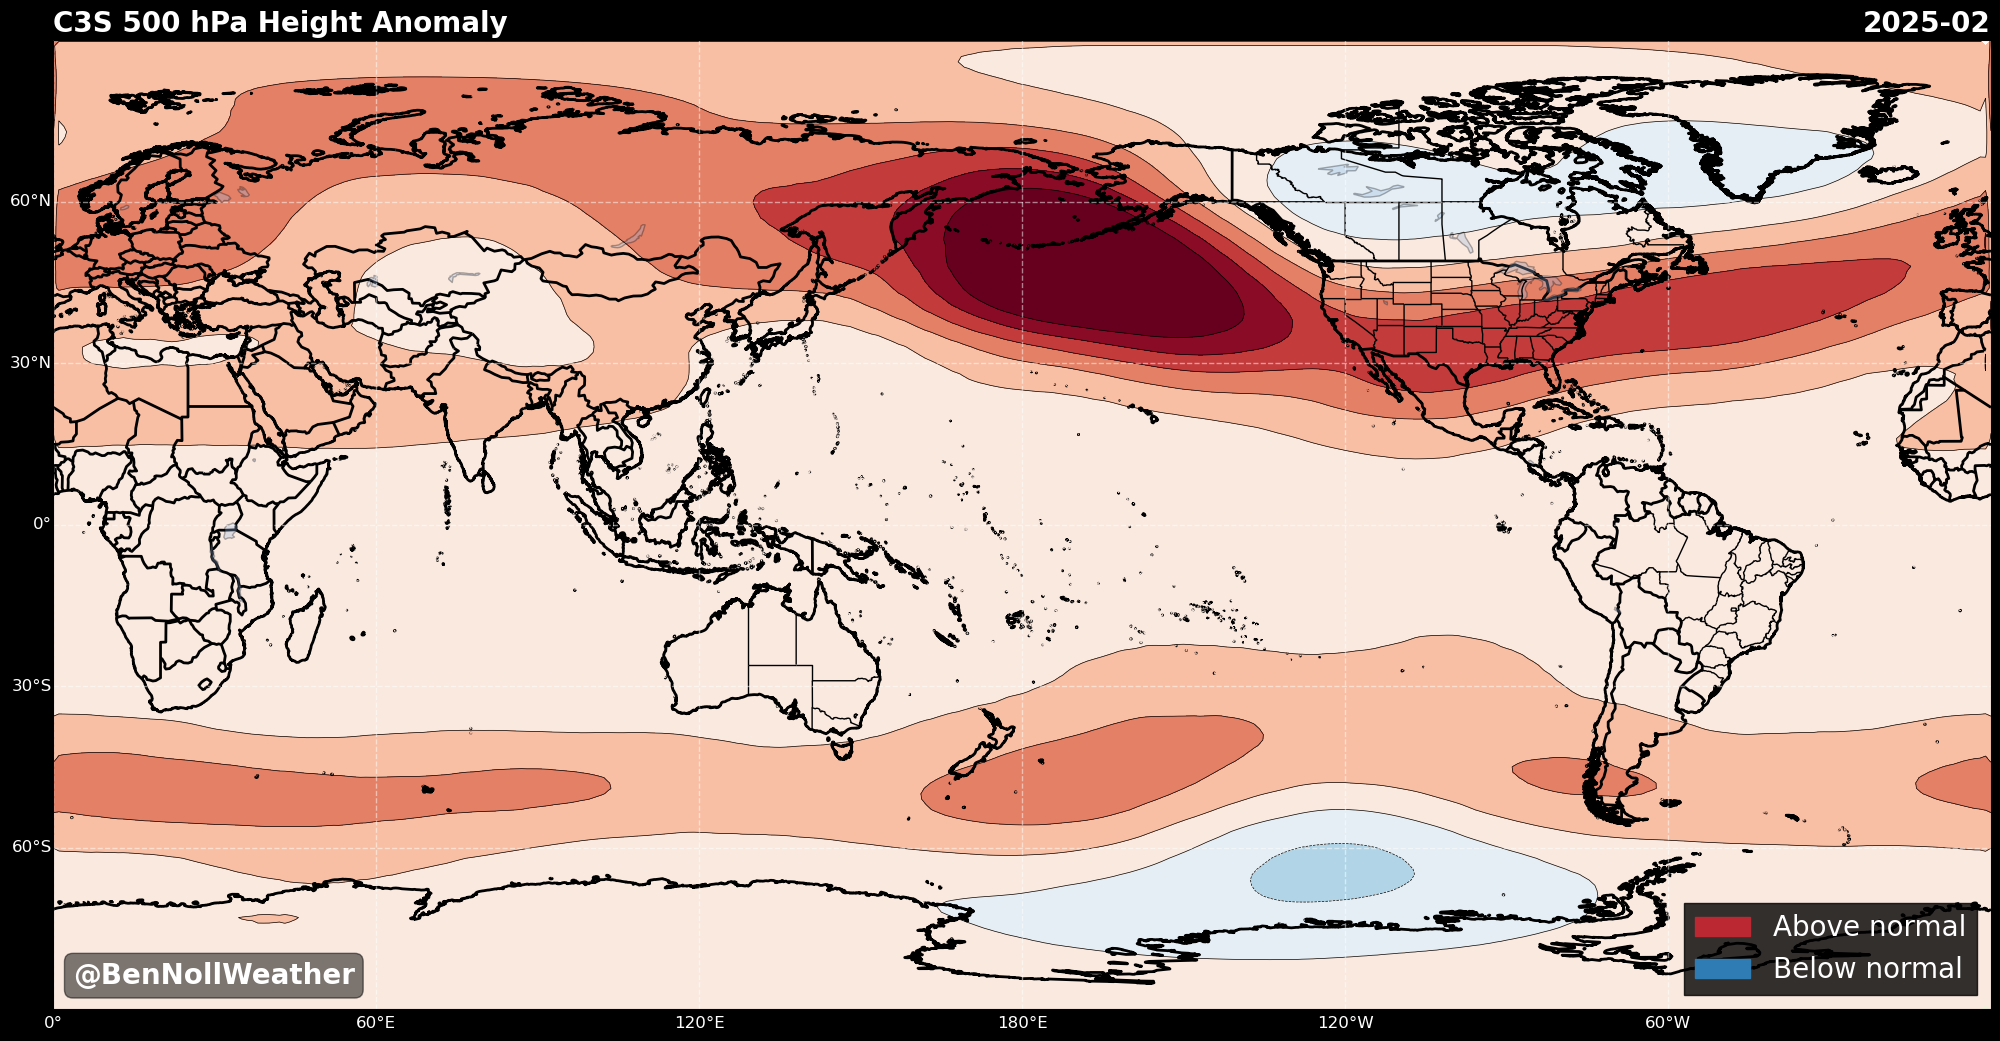 C3S 500 hPa Height Anomaly
2025-02
60°N
30°N
0°
30°S
60°S
0°
60°E
120°E
180°E
120°W
60°W
@BenNollWeather
Above normal
Below normal